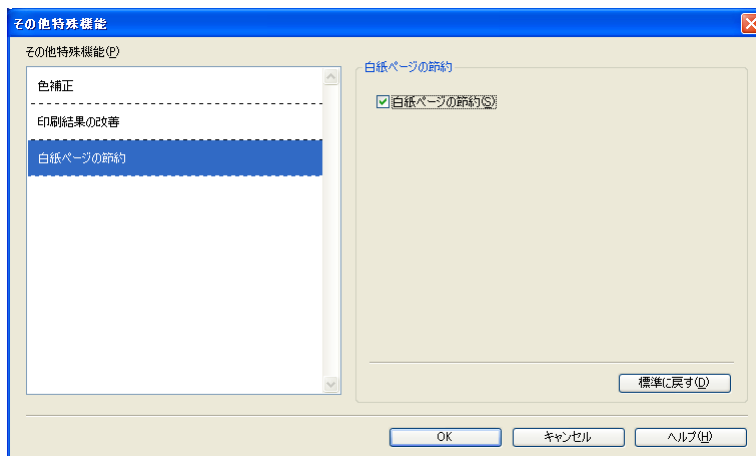 その他特殊機能
その他特殊機能(P)
色補正
印刷結果の改善
白紙ページの節約
白紙ページの節約
白紙ページの節約(S)
標準に戻す(D)
OK
キャンセル
ヘルプ(H)